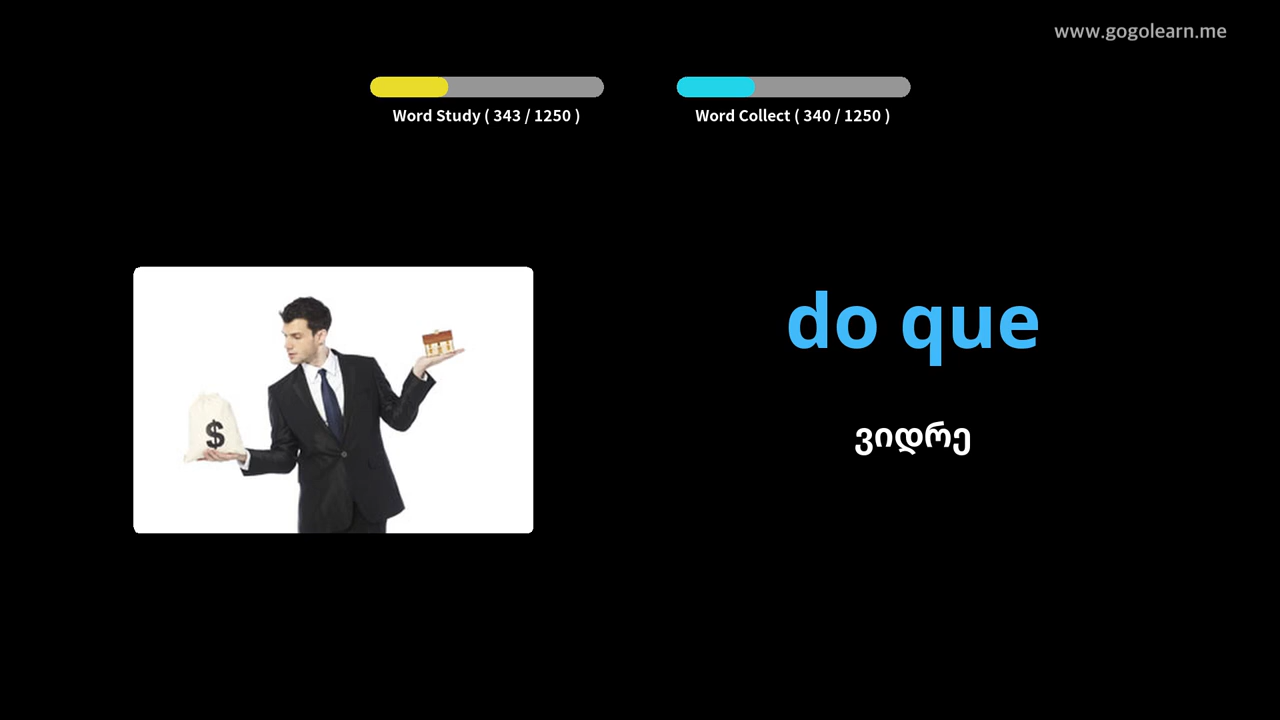 www.gogolearn.me
Word Study ( 343 / 1250 )
Word Collect ( 340 / 1250 )
do que
ვიდრე
$